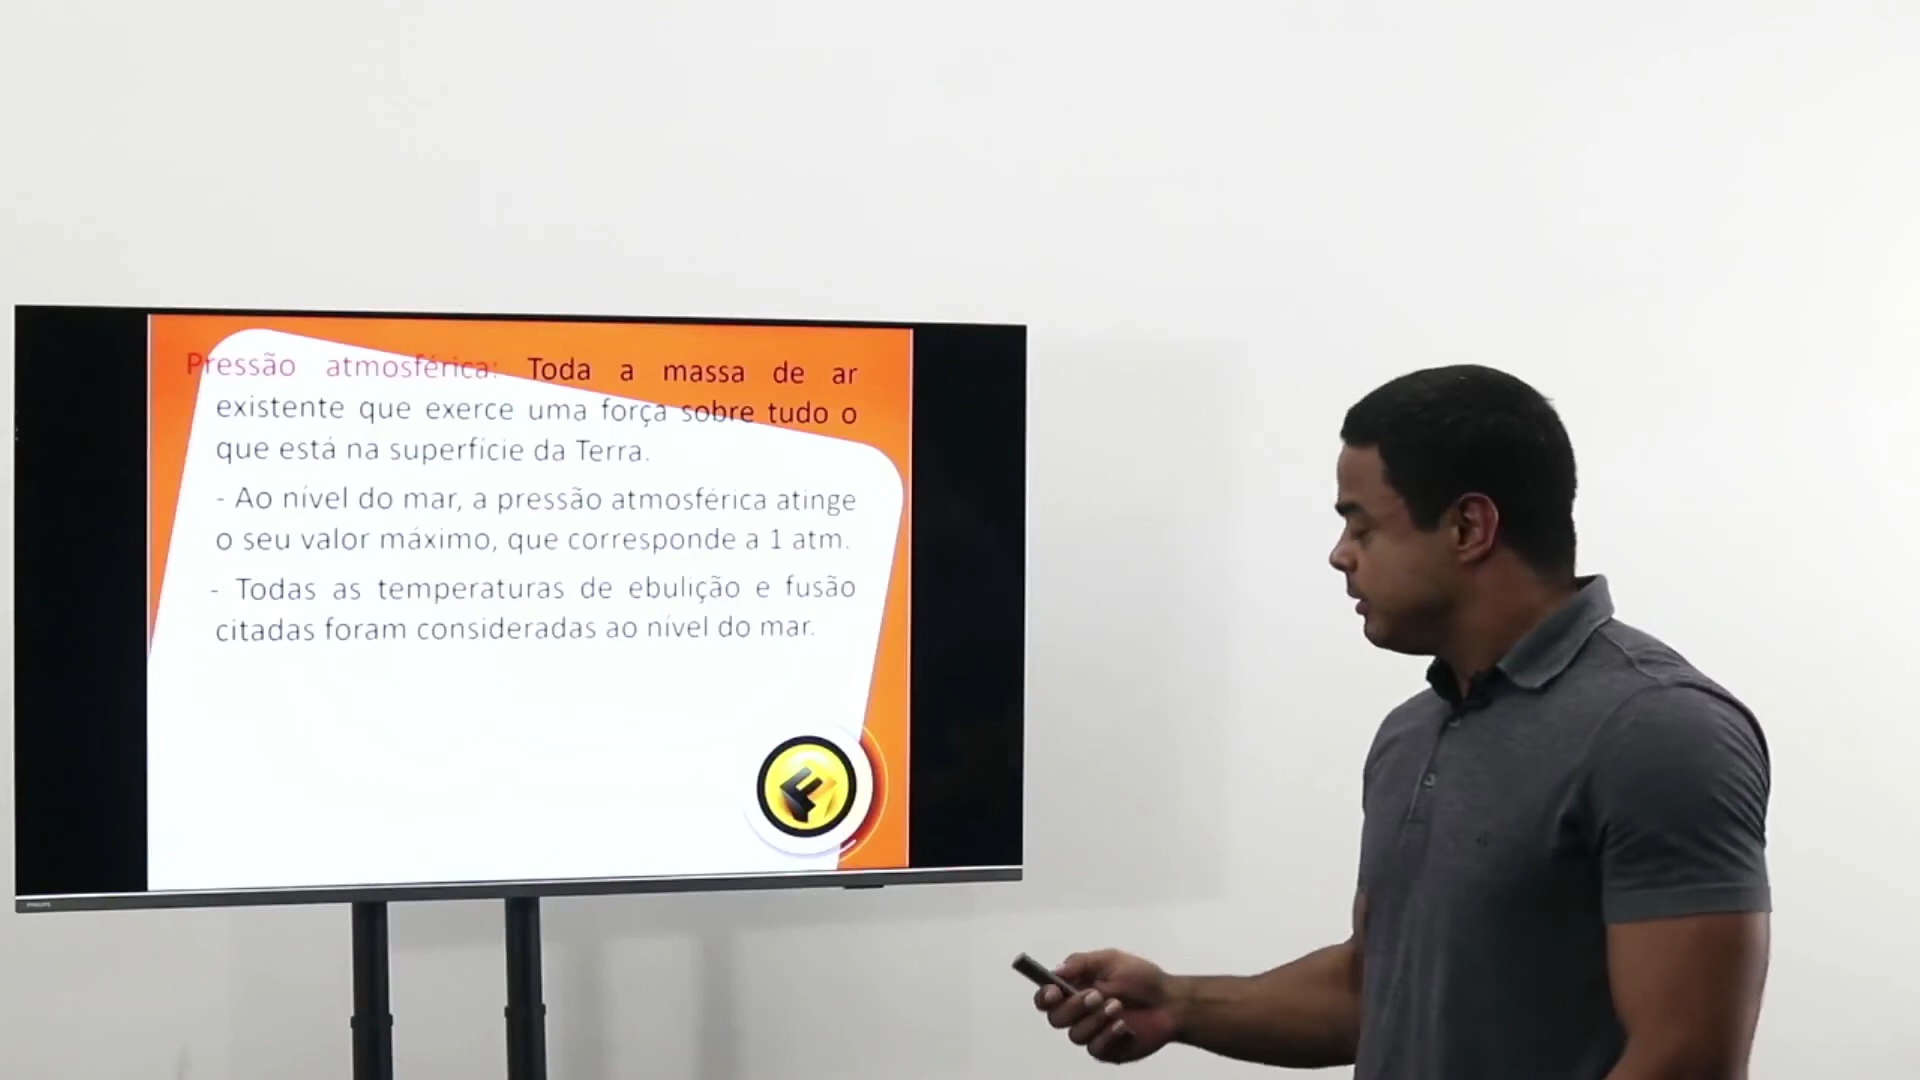 Pressão atmosférica: Toda a massa de ar
existente que exerce uma força sobre tudo o
que está na superfície da Terra.
- Ao nível do mar, a pressão atmosférica atinge
o seu valor máximo, que corresponde a 1 atm.
- Todas as temperaturas de ebulição e fusão
citadas foram consideradas ao nível do mar.
PHILIPS